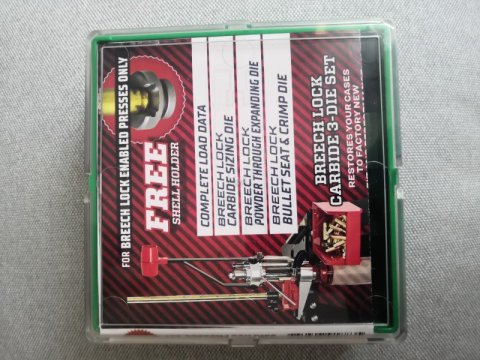 FOR BREECH LOCK ENABLED PRESSES ONLY
FREE
SHELL HOLDER
COMPLETE LOAD DATA
BREECH LOCK
CARBIDE SIZING DIE
BREECH LOCK
POWDER THROUGH EXPANDING DIE
BREECH LOCK
BULLET SEAT & CRIMP DIE
BREECH LOCK
CARBIDE 3-DIE SET
RESTORES YOUR CASES
TO FACTORY NEW